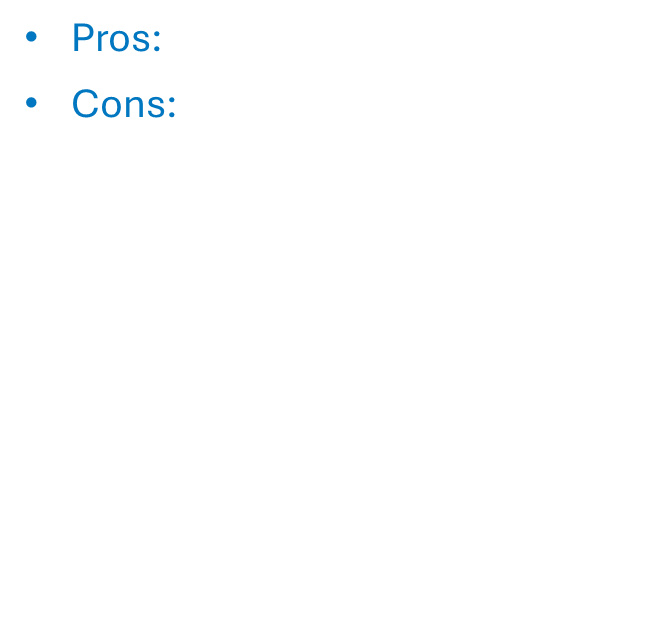 • Pros:
• Cons: